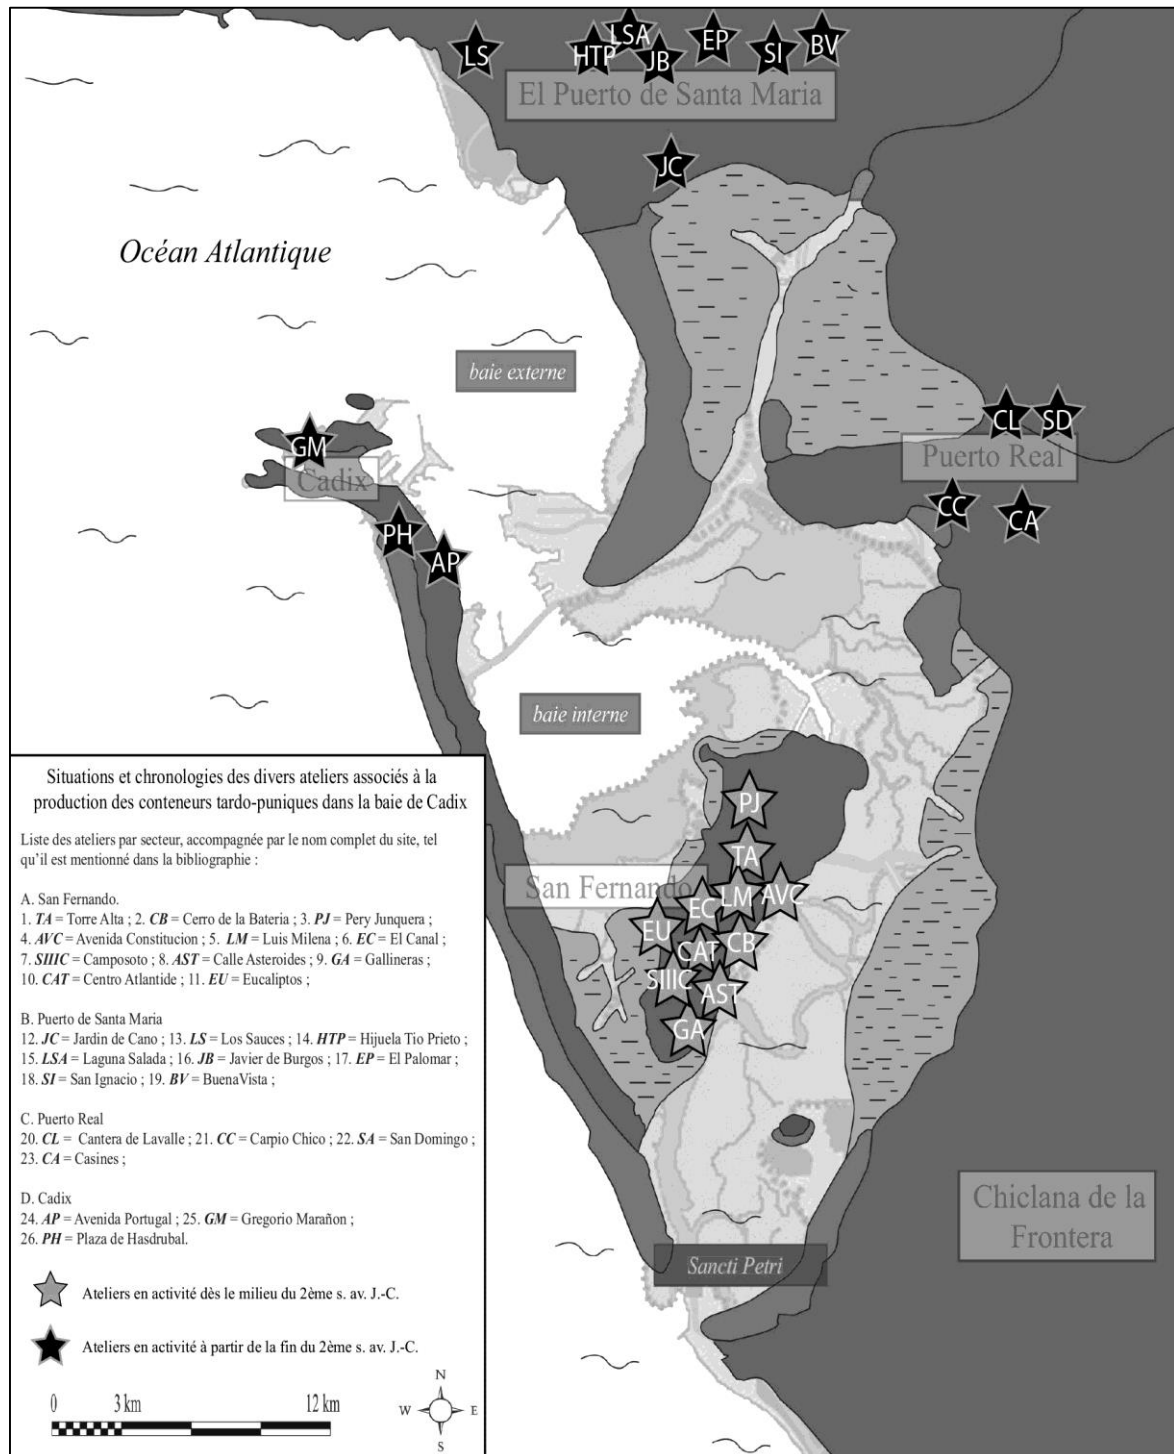 LS
HTP
LSA
JB
EP
SI
BV
El Puerto de Santa Maria
JC
Océan Atlantique
baie externe
GM
Cadix
CL
SD
Puerto Real
CC
CA
PH
AP
baie interne
PJ
TA
San Fernando
EC
LM
AVC
EU
CAT
CB
SIIIC
AST
GA
Chiclana de la
Frontera
Sancti Petri
Situations et chronologies des divers ateliers associés à la
production des conteneurs tardo-puniques dans la baie de Cadix
Liste des ateliers par secteur, accompagnée par le nom complet du site, tel
qu'il est mentionné dans la bibliographie :
A. San Fernando.
1. TA = Torre Alta ; 2. CB = Cerro de la Bateria ; 3. PJ = Pery Junquera ;
4. AVC = Avenida Constitucion ; 5. LM = Luis Milena ; 6. EC = El Canal ;
7. SIIIC = Camposoto ; 8. AST = Calle Asteroides ; 9. GA = Gallineras ;
10. CAT = Centro Atlantide ; 11. EU = Eucaliptos ;
B. Puerto de Santa Maria
12. JC = Jardin de Cano ; 13. LS = Los Sauces ; 14. HTP = Hijuela Tio Prieto ;
15. LSA = Laguna Salada ; 16. JB = Javier de Burgos ; 17. EP = El Palomar ;
18. SI = San Ignacio ; 19. BV = BuenaVista ;
C. Puerto Real
20. CL = Cantera de Lavalle ; 21. CC = Carpio Chico ; 22. SA = San Domingo ;
23. CA = Casines ;
D. Cadix
24. AP = Avenida Portugal ; 25. GM = Gregorio Marañon ;
26. PH = Plaza de Hasdrubal.
Ateliers en activité dès le milieu du 2ème s. av. J.-C.
Ateliers en activité à partir de la fin du 2ème s. av. J.-C.
0 3 km 12 km
N
W E
S